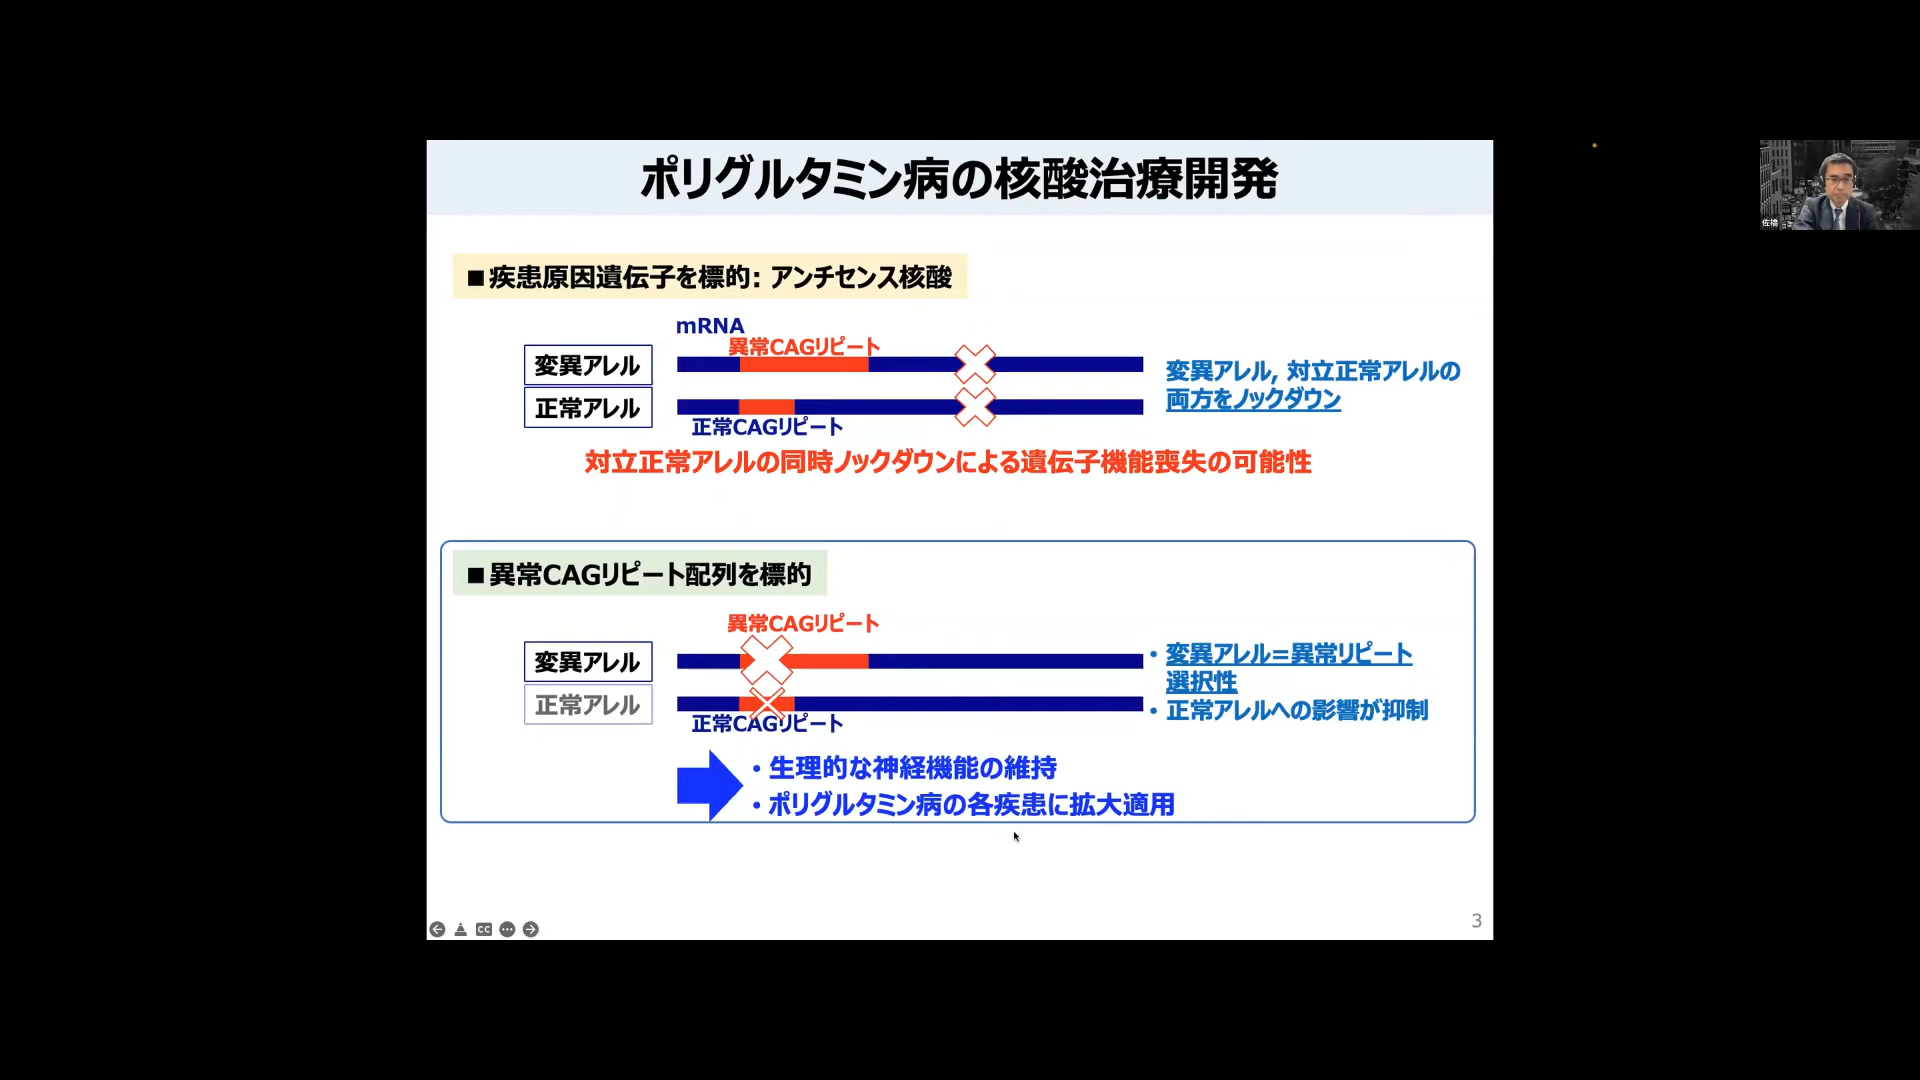 ポリグルタミン病の核酸治療開発
■疾患原因遺伝子を標的: アンチセンス核酸
mRNA
異常CAGリピート
変異アレル
正常アレル
正常CAGリピート
変異アレル, 対立正常アレルの
両方をノックダウン
対立正常アレルの同時ノックダウンによる遺伝子機能喪失の可能性
■異常CAGリピート配列を標的
異常CAGリピート
変異アレル
正常アレル
正常CAGリピート
・変異アレル=異常リピート
選択性
・正常アレルへの影響が抑制
・生理的な神経機能の維持
・ポリグルタミン病の各疾患に拡大適用
CC
3
佐橋